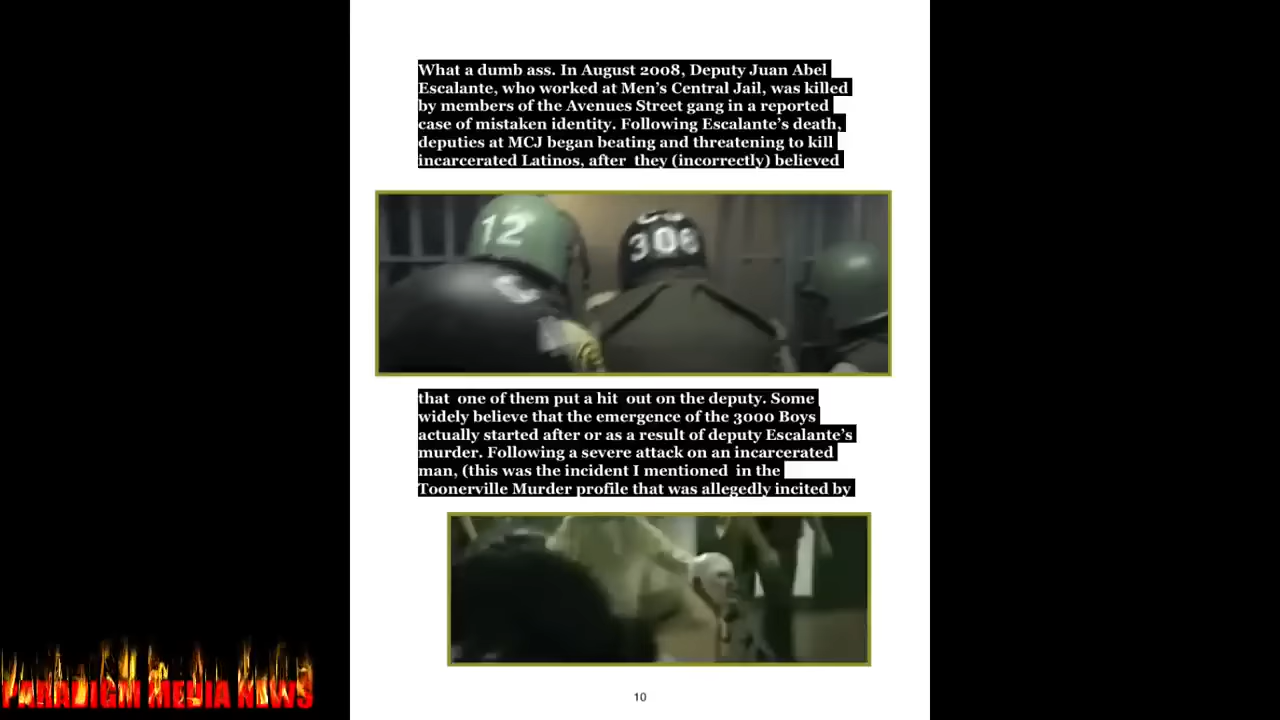 What a dumb ass. In August 2008, Deputy Juan Abel
Escalante, who worked at Men's Central Jail, was killed
by members of the Avenues Street gang in a reported
case of mistaken identity. Following Escalante's death,
deputies at MCJ began beating and threatening to kill
incarcerated Latinos, after they (incorrectly) believed
12
308
that one of them put a hit out on the deputy. Some
widely believe that the emergence of the 3000 Boys
actually started after or as a result of deputy Escalante's
murder. Following a severe attack on an incarcerated
man, (this was the incident I mentioned in the
Toonerville Murder profile that was allegedly incited by
PARADIGM MEDIA NEWS
10